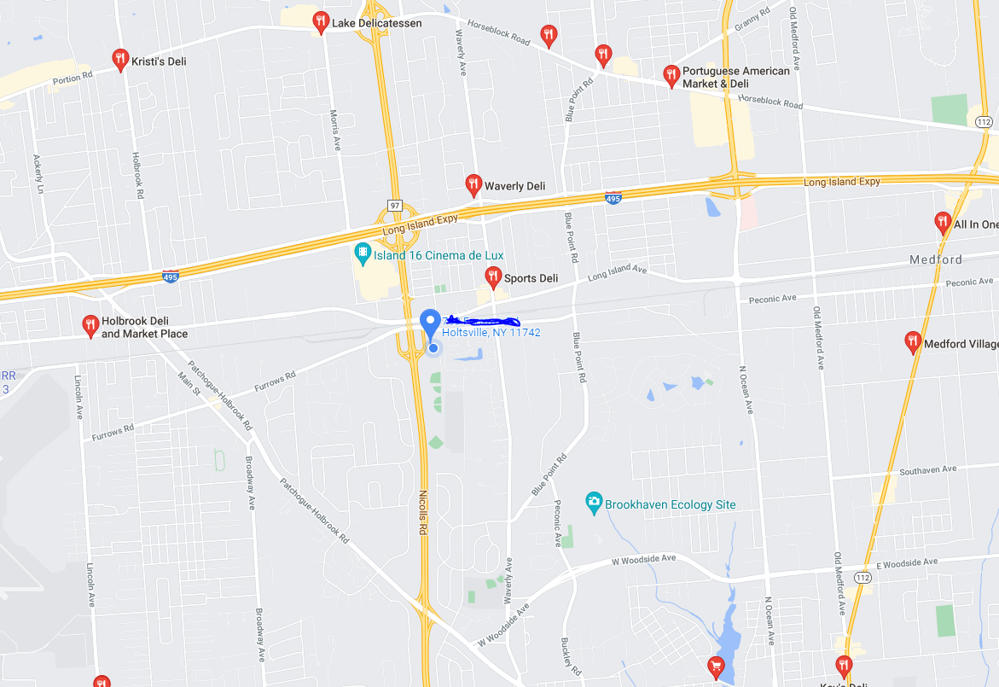 Lake Delicatessen
Horseblock Road
Granny Rd
Old Medford Ave
Waverly Ave
Kristi's Deli
Portion Rd
Portuguese American
Market & Deli
Blue Point Rd
Horseblock Road
112
Morris Ave
Ackerly Ln
Holbrook Rd
Waverly Deli
Long Island Expy
97
495
Long Island Expy
Blue Point Rd
All In One
Island 16 Cinema de Lux
Medford
495
Sports Deli
Long Island Ave
Peconic Ave
Peconic Ave
Holbrook Deli
and Market Place
Holtsville, NY 11742
Old Medford Ave
Medford Village
Blue Point Rd
RR
3
Lincoln Ave
Patchogue-Holbrook Rd
Main St
Furrows Rd
N Ocean Ave
Furrows Rd
Broadway Ave
Blue Point Rd
Southaven Ave
Patchogue-Holbrook Rd
Nicolls Rd
Brookhaven Ecology Site
Peconic Ave
W Woodside Ave
E Woodside Ave
112
Lincoln Ave
Waverly Ave
Old Medford Ave
Broadway Ave
W Woodside Ave
N Ocean Ave
Buckley Rd
Kay's Deli